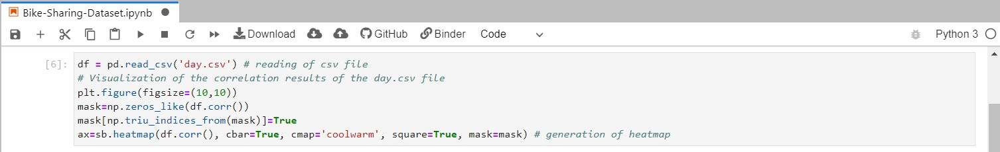 Bike-Sharing-Dataset.ipynb
Download GitHub Binder Code Python 3
[6]: df = pd.read_csv('day.csv') # reading of csv file
# Visualization of the correlation results of the day.csv file
plt.figure(figsize=(10,10))
mask=np.zeros_like(df.corr())
mask[np.triu_indices_from(mask)]=True
ax=sb.heatmap(df.corr(), cbar=True, cmap='coolwarm', square=True, mask=mask) # generation of heatmap